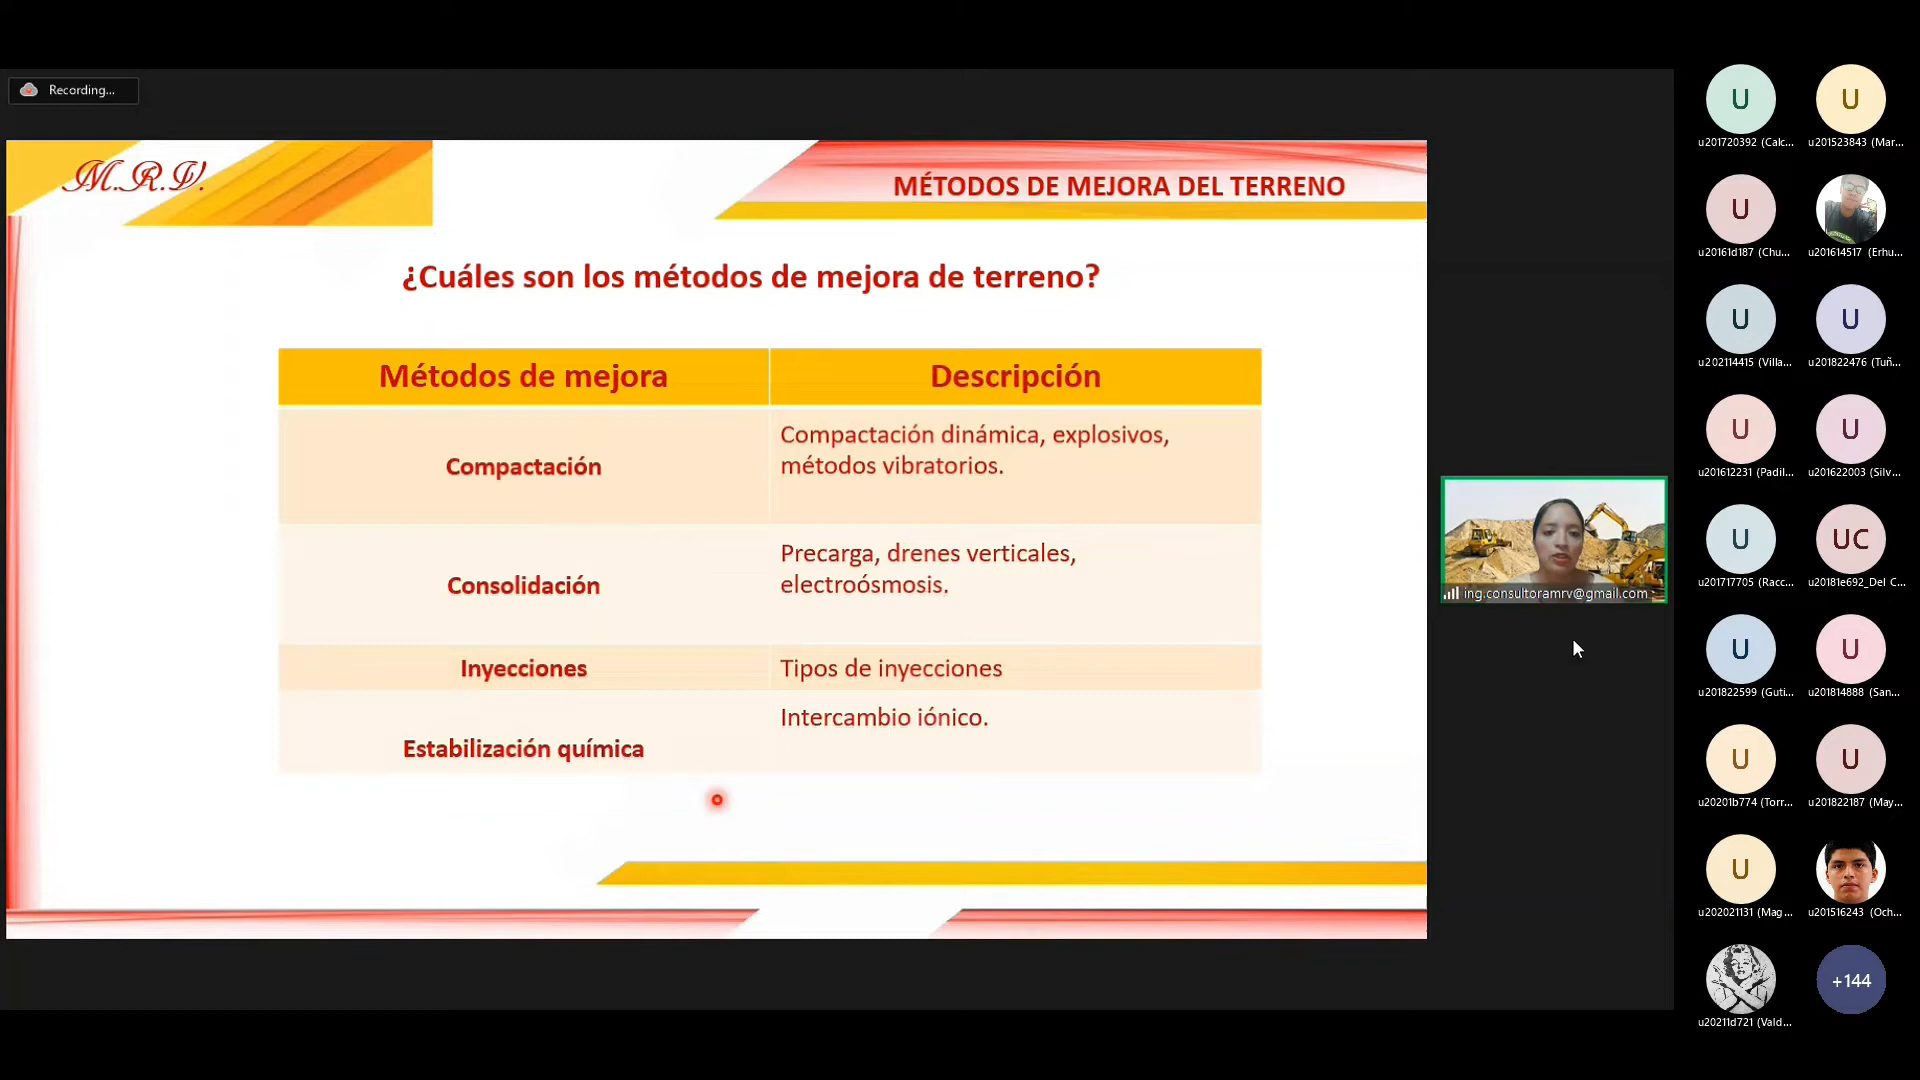 Recording...
M.R.V.
MÉTODOS DE MEJORA DEL TERRENO
¿Cuáles son los métodos de mejora de terreno?
Métodos de mejora
Descripción
Compactación
Compactación dinámica, explosivos,
métodos vibratorios.
Consolidación
Precarga, drenes verticales,
electroósmosis.
Inyecciones
Tipos de inyecciones
Estabilización química
Intercambio iónico.
ing.consultoramrv@gmail.com
U
U
u201720392 (Calc...
u201523843 (Mar...
U
u20161d187 (Chu...
u201614517 (Erhu...
U
U
u202114415 (Villa...
u201822476 (Tuñ...
U
U
u201612231 (Padil...
u201622003 (Silv...
U
UC
u201717705 (Racc...
u20181e692_Del C...
U
U
u201822599 (Guti...
u201814888 (San...
U
U
u20201b774 (Torr...
u201822187 (May...
U
u202021131 (Mag...
u201516243 (Och...
+144
u20211d721 (Vald...